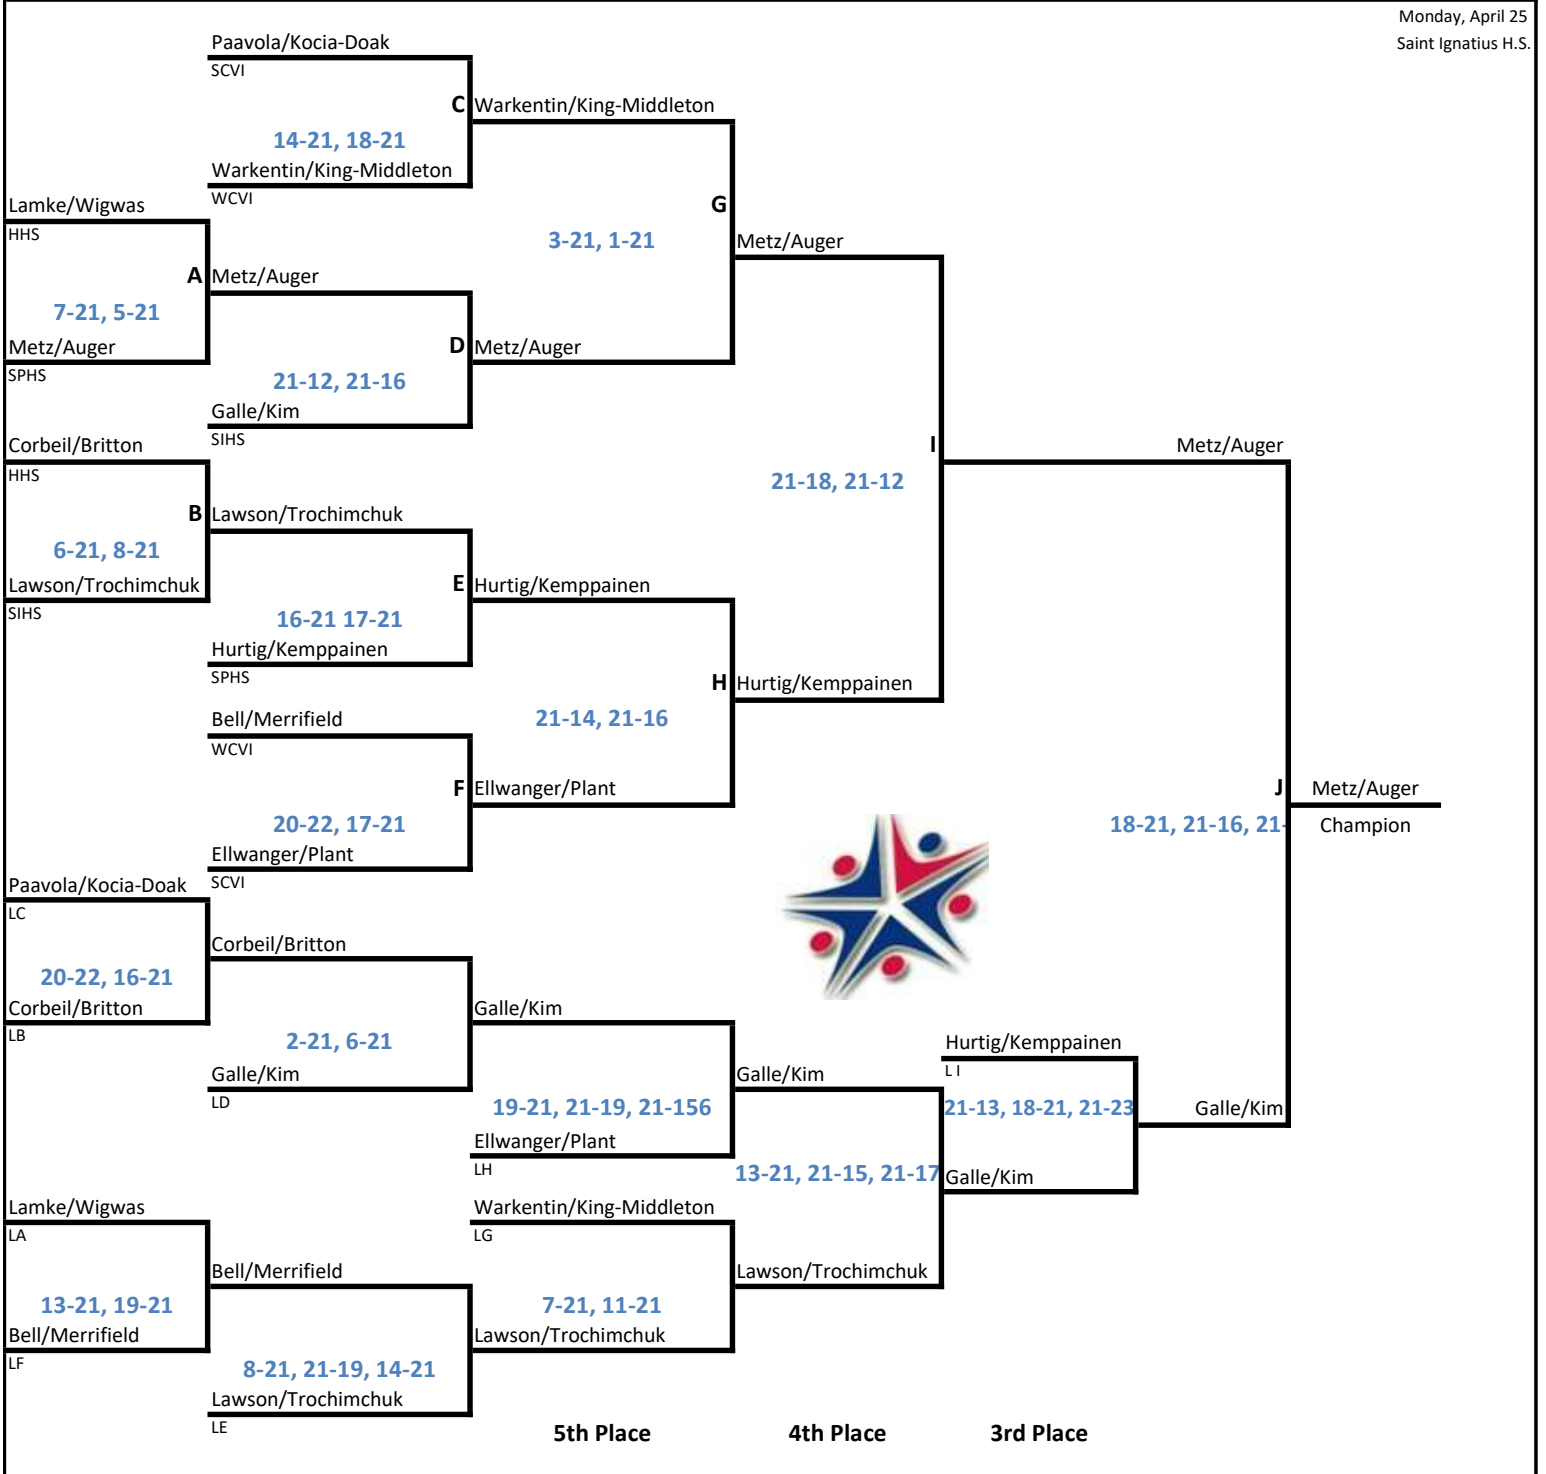 Monday, April 25
Saint Ignatius H.S.
Paavola/Kocia-Doak
SCVI
C Warkentin/King-Middleton
14-21, 18-21
Warkentin/King-Middleton
WCVI
Lamke/Wigwas
HHS
G
3-21, 1-21
Metz/Auger
A Metz/Auger
7-21, 5-21
Metz/Auger
SPHS
D Metz/Auger
21-12, 21-16
Galle/Kim
SIHS
Corbeil/Britton
HHS
I
Metz/Auger
21-18, 21-12
B Lawson/Trochimchuk
6-21, 8-21
Lawson/Trochimchuk
SIHS
E Hurtig/Kemppainen
16-21 17-21
Hurtig/Kemppainen
SPHS
H Hurtig/Kemppainen
21-14, 21-16
Bell/Merrifield
WCVI
F Ellwanger/Plant
20-22, 17-21
Ellwanger/Plant
SCVI
J Metz/Auger
18-21, 21-16, 21-
Champion
Paavola/Kocia-Doak
LC
Corbeil/Britton
20-22, 16-21
Corbeil/Britton
LB
Galle/Kim
2-21, 6-21
Galle/Kim
LD
Hurtig/Kemppainen
L I
Galle/Kim
19-21, 21-19, 21-156
21-13, 18-21, 21-23
Galle/Kim
Ellwanger/Plant
LH
13-21, 21-15, 21-17
Galle/Kim
Lamke/Wigwas
LA
Warkentin/King-Middleton
LG
Bell/Merrifield
Lawson/Trochimchuk
13-21, 19-21
7-21, 11-21
Bell/Merrifield
LF
Lawson/Trochimchuk
8-21, 21-19, 14-21
Lawson/Trochimchuk
LE
5th Place 4th Place 3rd Place